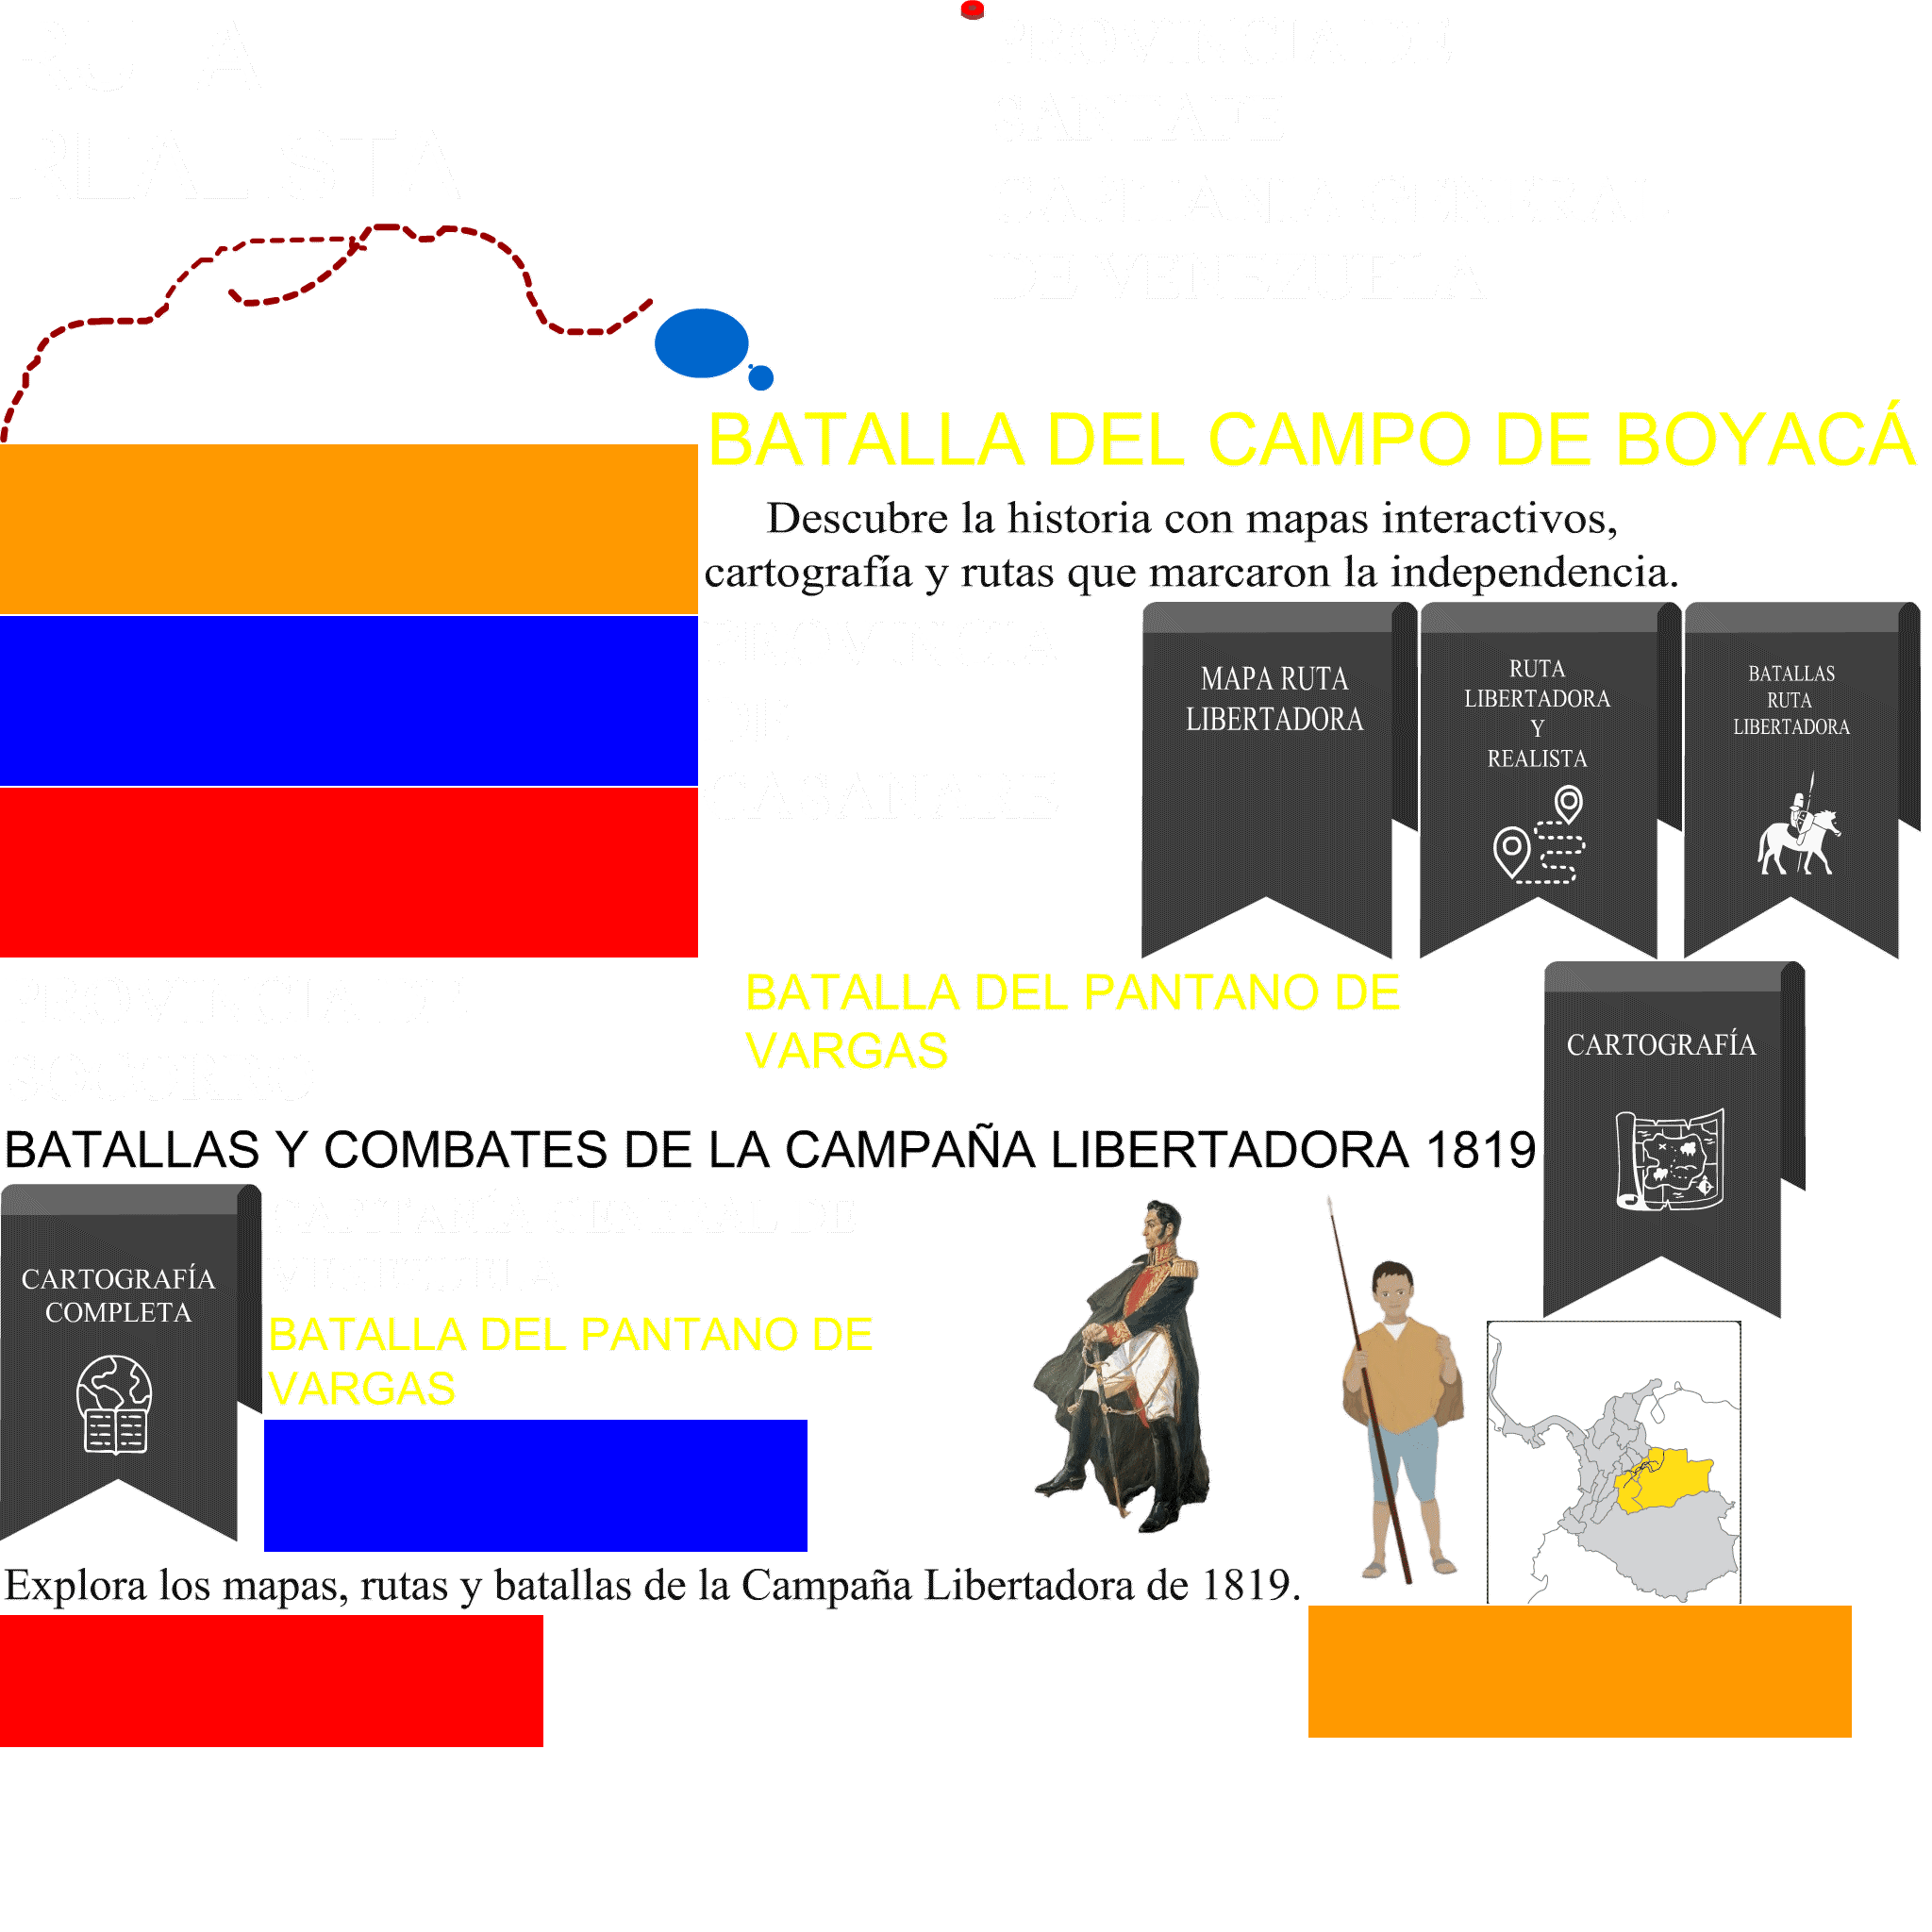 RUTA
REALISTA
PROVINCIA DE
CAPITANÍA GENERAL
DE VENEZUELA
BATALLA DEL CAMPO DE BOYACÁ
Descubre la historia con mapas interactivos,
cartografía y rutas que marcaron la independencia.
PROVINCIA
DE
CASANARE
MAPA RUTA
LIBERTADORA
RUTA
LIBERTADORA
Y
REALISTA
BATALLAS
RUTA
LIBERTADORA
PROVINCIA DE
SOCORRO
BATALLA DEL PANTANO DE
VARGAS
CARTOGRAFÍA
BATALLAS Y COMBATES DE LA CAMPAÑA LIBERTADORA 1819
CARTOGRAFÍA
COMPLETA
CAPITANÍA GENERAL DE
BATALLA DEL PANTANO DE
VARGAS
Explora los mapas, rutas y batallas de la Campaña Libertadora de 1819.